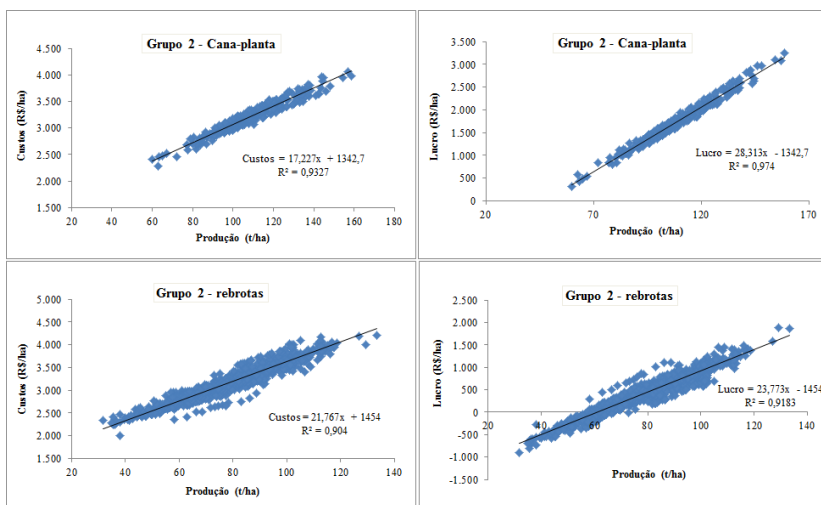 Grupo 2 - Cana-planta
4.500
4.000
3.500
3.000
2.500
2.000
1.500
Custos (R$/ha)
Custos = 17,227x + 1342,7
R² = 0,9327
20 40 60 80 100 120 140 160 180
Produção (t/ha)
Grupo 2 - Cana-planta
3.500
3.000
2.500
2.000
1.500
1.000
500
0
Lucro (R$/ha)
Lucro = 28,313x - 1342,7
R² = 0,974
20 70 120 170
Produção (t/ha)
Grupo 2 - rebrotas
5.000
4.500
4.000
3.500
3.000
2.500
2.000
1.500
Custos (R$/ha)
Custos = 21,767x + 1454
R² = 0,904
20 40 60 80 100 120 140
Produção (t/ha)
Grupo 2 - rebrotas
2.500
2.000
1.500
1.000
500
0
-500
-1.000
-1.500
Lucro (R$/ha)
Lucro = 23,773x - 1454
R² = 0,9183
20 40 60 80 100 120 140
Produção (t/ha)